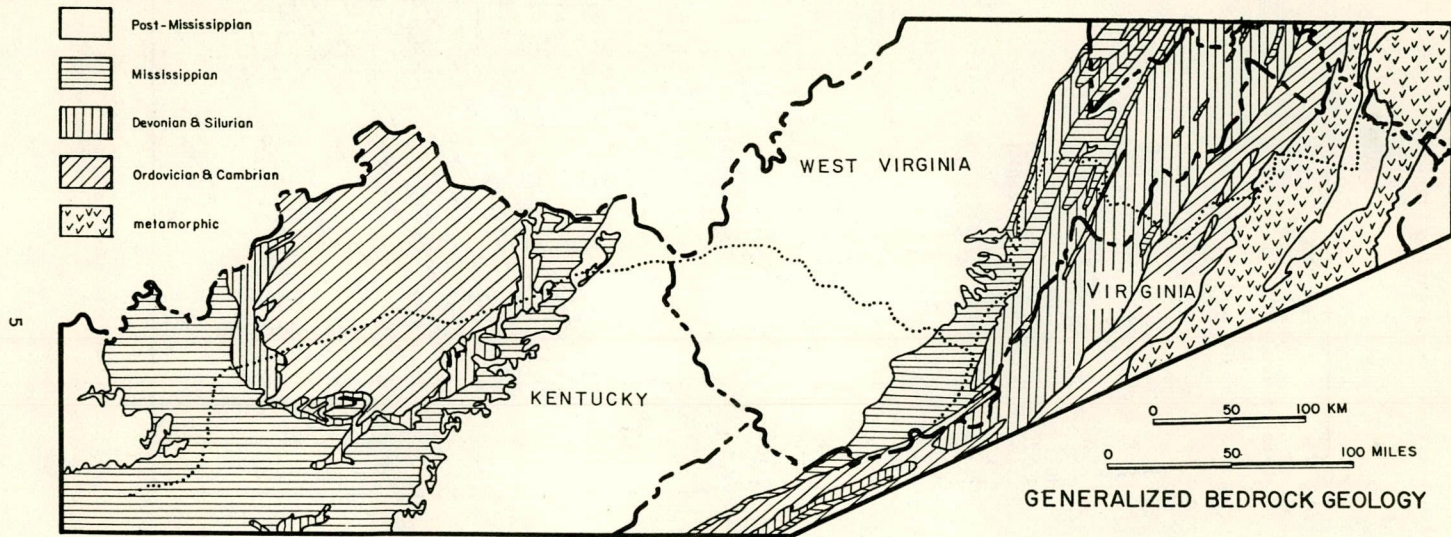 Post-Mississippian
Mississippian
Devonian & Silurian
Ordovician & Cambrian
metamorphic
WEST VIRGINIA
VIRGINIA
KENTUCKY
5
0 50 100 KM
0 50 100 MILES
GENERALIZED BEDROCK GEOLOGY